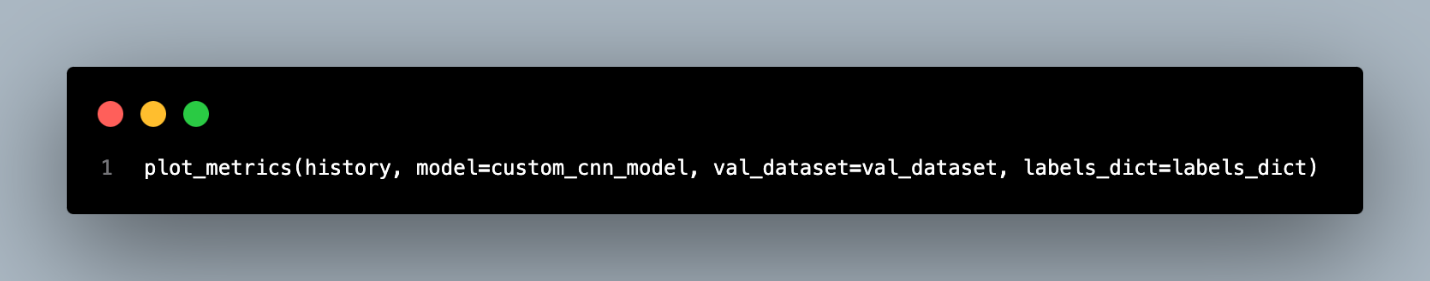 1 plot_metrics(history, model=custom_cnn_model, val_dataset=val_dataset, labels_dict=labels_dict)